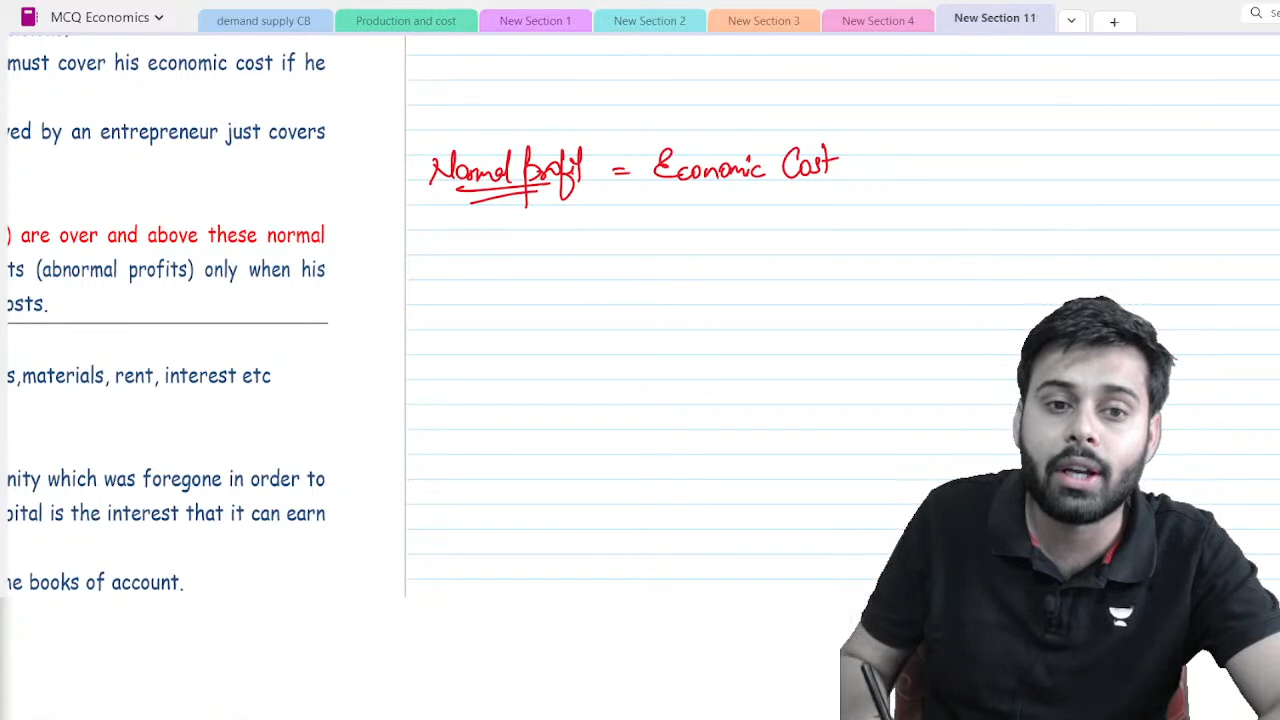 MCQ Economics
demand supply CB
Production and cost
New Section 1
New Section 2
New Section 3
New Section 4
New Section 11
must cover his economic cost if he
ved by an entrepreneur just covers
) are over and above these normal
ts (abnormal profits) only when his
osts.
s,materials, rent, interest etc
nity which was foregone in order to
pital is the interest that it can earn
he books of account.
Normal profit = Economic Cost